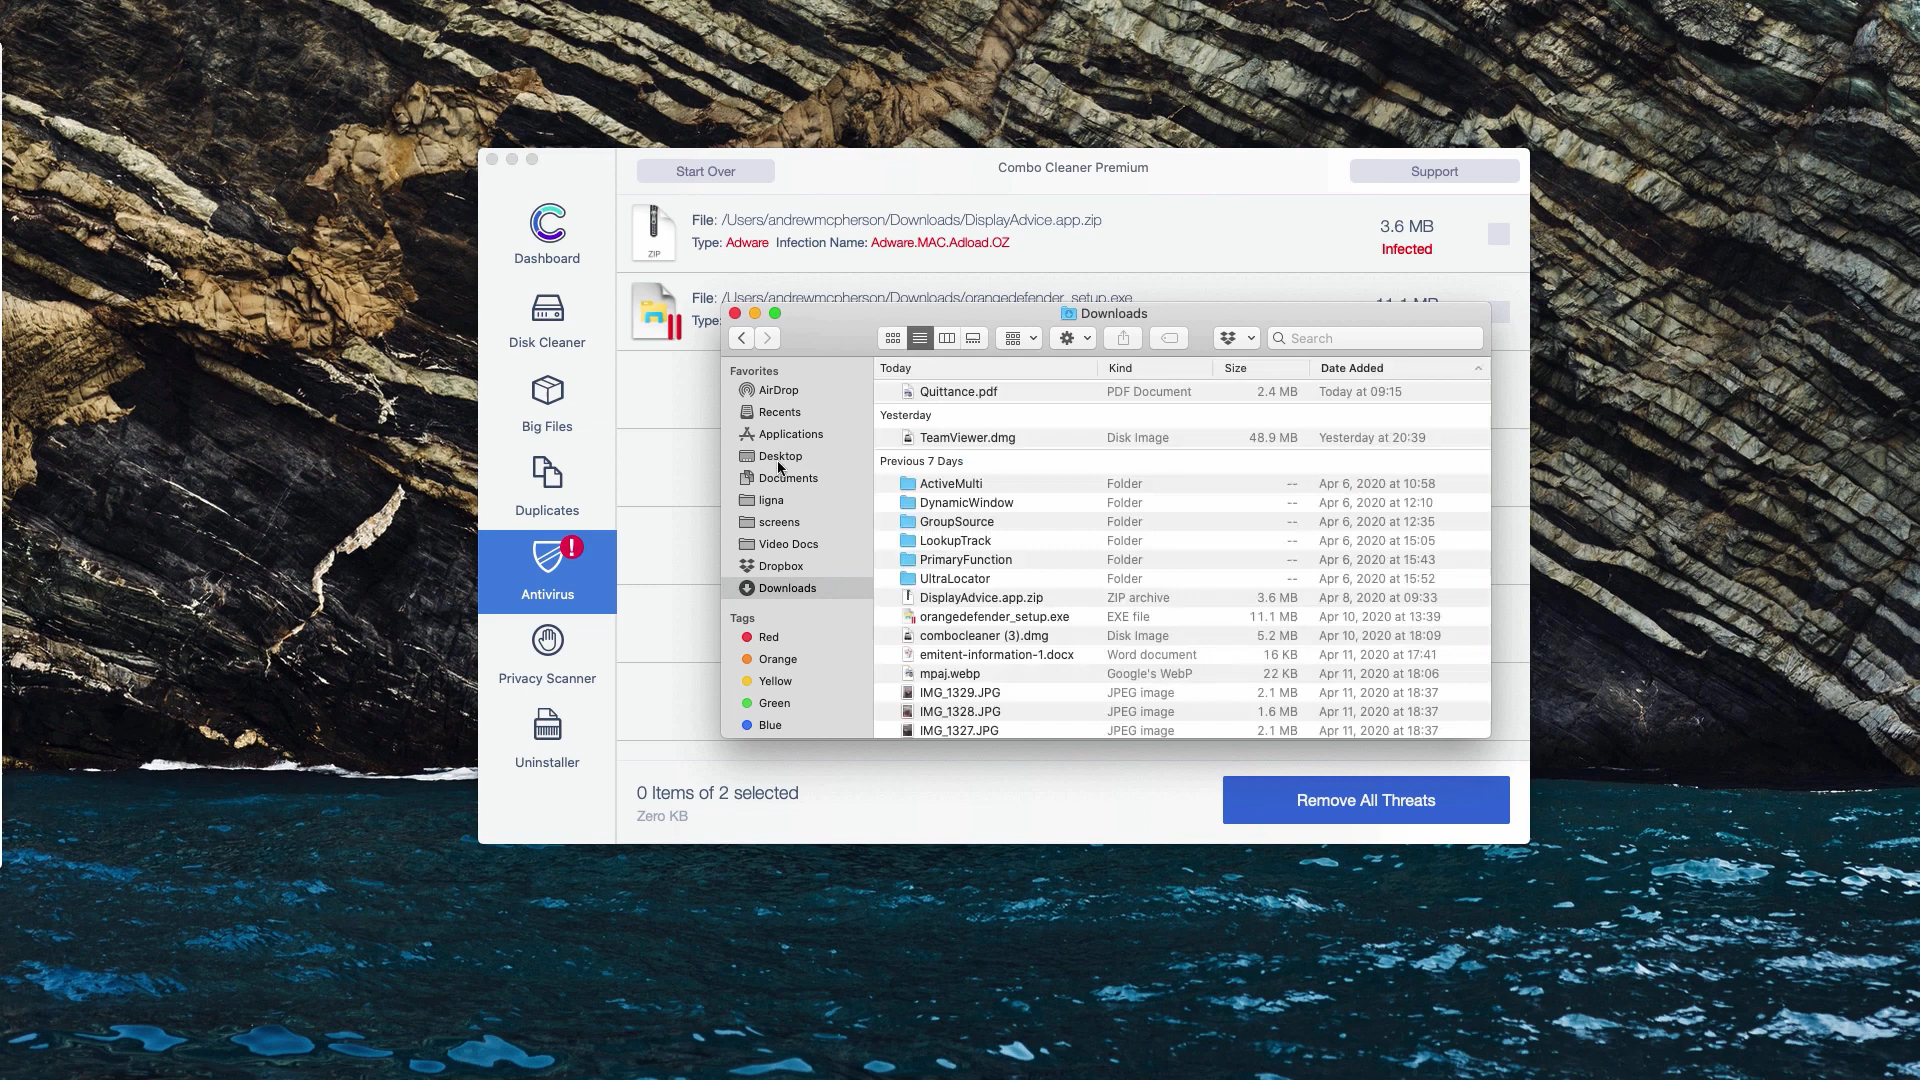 Start Over
Combo Cleaner Premium
Support
Dashboard
Disk Cleaner
Big Files
Duplicates
!
Antivirus
Privacy Scanner
Uninstaller
ZIP
File: /Users/andrewmcpherson/Downloads/DisplayAdvice.app.zip
Type: Adware Infection Name: Adware.MAC.Adload.OZ
3.6 MB
Infected
File: /Users/andrewmcpherson/Downloads/orangedefender_setup.exe
11.1 MB
Type:
Downloads
Search
Favorites
AirDrop
Recents
Applications
Desktop
Documents
ligna
screens
Video Docs
Dropbox
Downloads
Tags
Red
Orange
Yellow
Green
Blue
Today Kind Size Date Added
Quittance.pdf PDF Document 2.4 MB Today at 09:15
Yesterday
TeamViewer.dmg Disk Image 48.9 MB Yesterday at 20:39
Previous 7 Days
ActiveMulti Folder -- Apr 6, 2020 at 10:58
DynamicWindow Folder -- Apr 6, 2020 at 12:10
GroupSource Folder -- Apr 6, 2020 at 12:35
LookupTrack Folder -- Apr 6, 2020 at 15:05
PrimaryFunction Folder -- Apr 6, 2020 at 15:43
UltraLocator Folder -- Apr 6, 2020 at 15:52
DisplayAdvice.app.zip ZIP archive 3.6 MB Apr 8, 2020 at 09:33
orangedefender_setup.exe EXE file 11.1 MB Apr 10, 2020 at 13:39
combocleaner (3).dmg Disk Image 5.2 MB Apr 10, 2020 at 18:09
emitent-information-1.docx Word document 16 KB Apr 11, 2020 at 17:41
mpaj.webp Google's WebP 22 KB Apr 11, 2020 at 18:06
IMG_1329.JPG JPEG image 2.1 MB Apr 11, 2020 at 18:37
IMG_1328.JPG JPEG image 1.6 MB Apr 11, 2020 at 18:37
IMG_1327.JPG JPEG image 2.1 MB Apr 11, 2020 at 18:37
0 Items of 2 selected
Zero KB
Remove All Threats